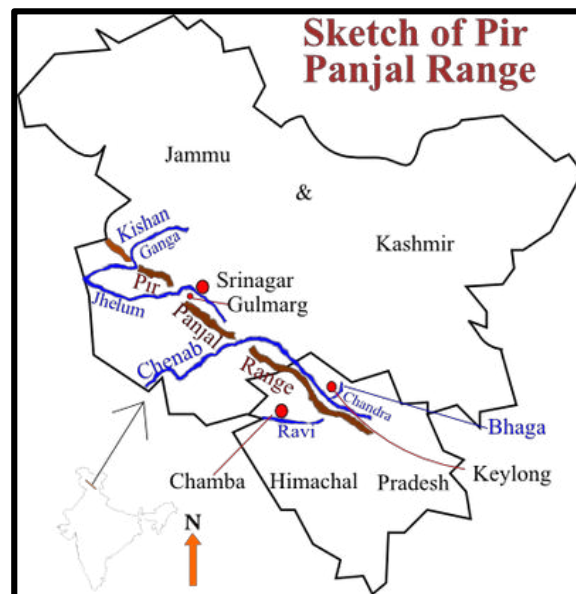 Sketch of Pir
Panjal Range
Jammu
&
Kashmir
Kishan
Ganga
Pir
Srinagar
Gulmarg
Jhelum
Panjal
Chenab
Range
Chandra
Ravi
Bhaga
Chamba
Himachal
Pradesh
Keylong
N